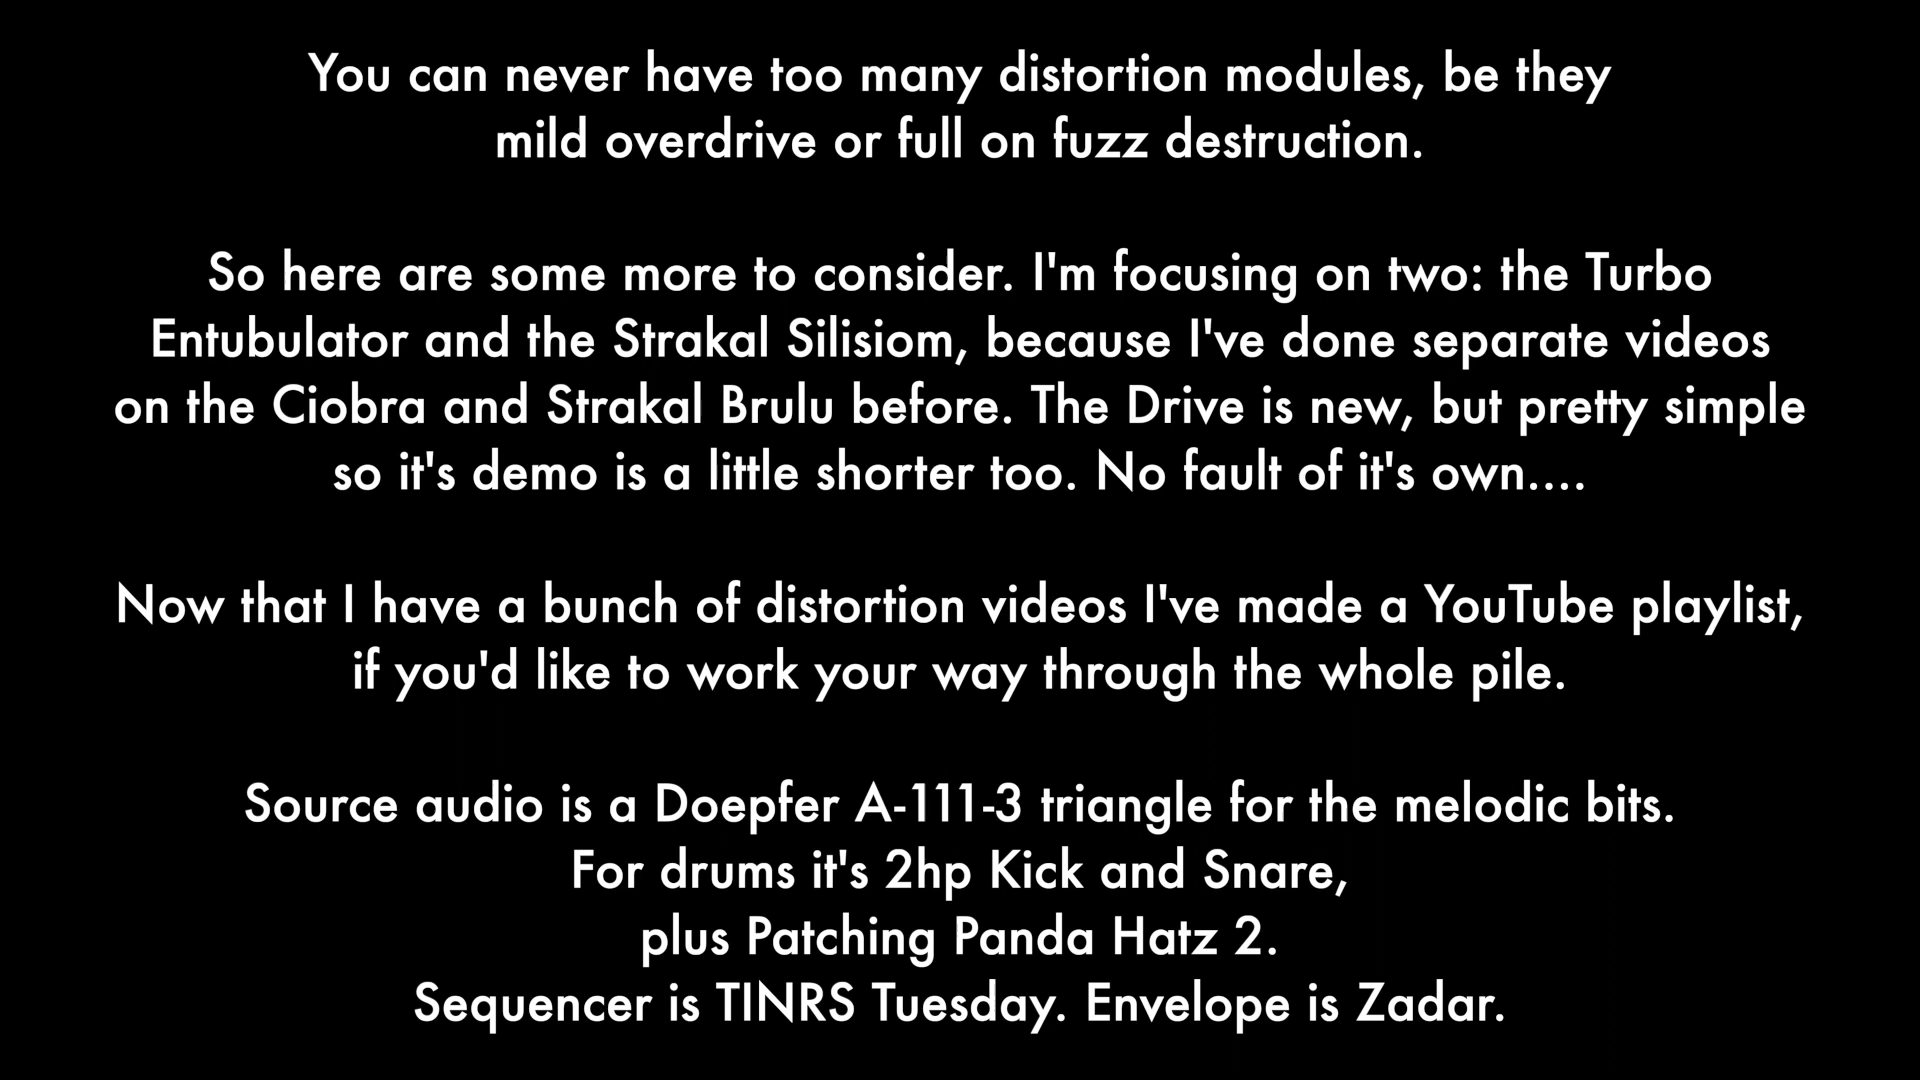 You can never have too many distortion modules, be they
mild overdrive or full on fuzz destruction.
So here are some more to consider. I'm focusing on two: the Turbo
Entubulator and the Strakal Silisiom, because I've done separate videos
on the Ciobra and Strakal Brulu before. The Drive is new, but pretty simple
so it's demo is a little shorter too. No fault of it's own....
Now that I have a bunch of distortion videos I've made a YouTube playlist,
if you'd like to work your way through the whole pile.
Source audio is a Doepfer A-111-3 triangle for the melodic bits.
For drums it's 2hp Kick and Snare,
plus Patching Panda Hatz 2.
Sequencer is TINRS Tuesday. Envelope is Zadar.